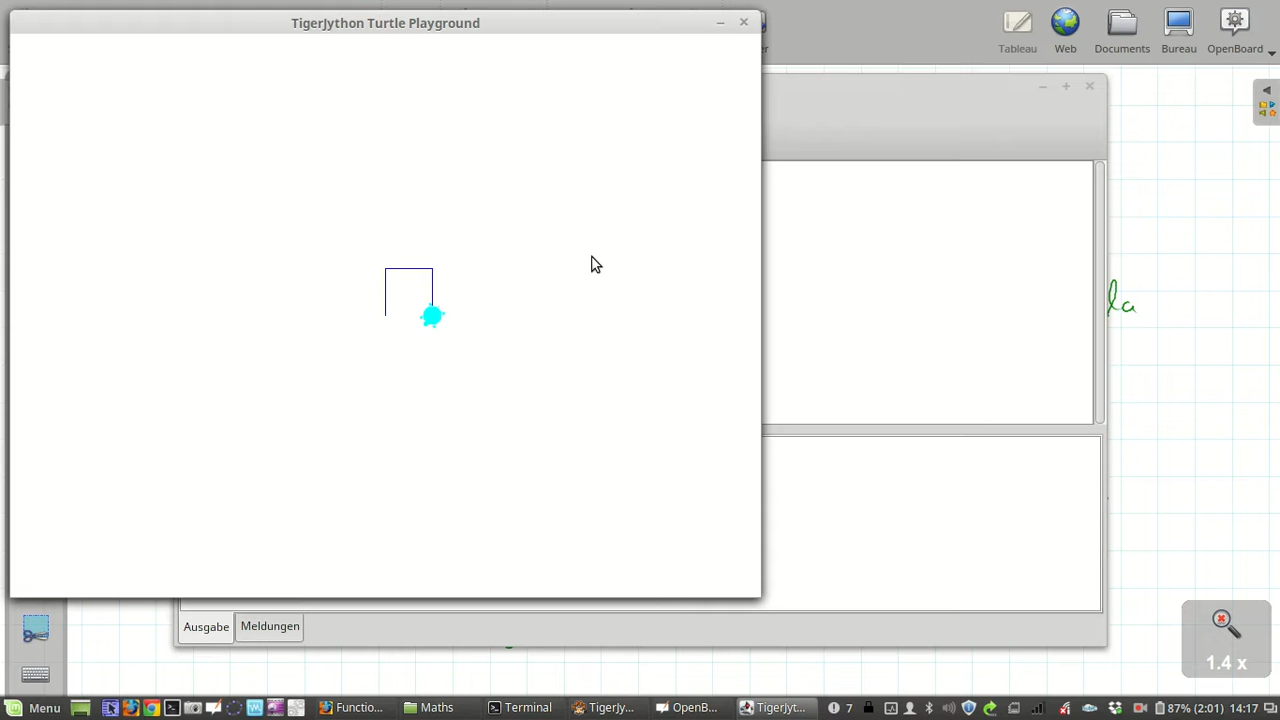 TigerJython Turtle Playground
Tableau
Web
Documents
Bureau
OpenBoard
la
Ausgabe
Meldungen
1.4 x
Menu
Functio...
Maths
Terminal
TigerJy...
OpenB...
TigerJyt...
7
87% (2:01)
14:17